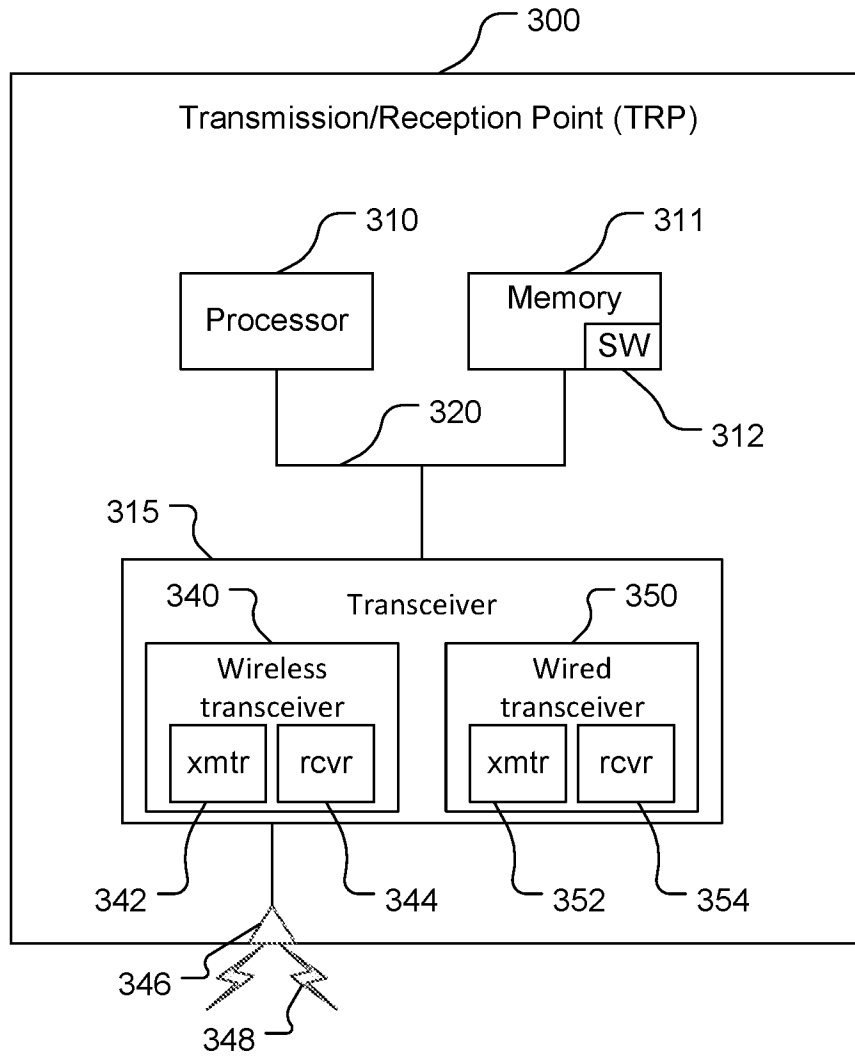 300
Transmission/Reception Point (TRP)
310
311
Processor
Memory
SW
320
312
315
340
Transceiver
350
Wireless
transceiver
Wired
transceiver
xmtr
rcvr
xmtr
rcvr
342
344
352
354
346
348